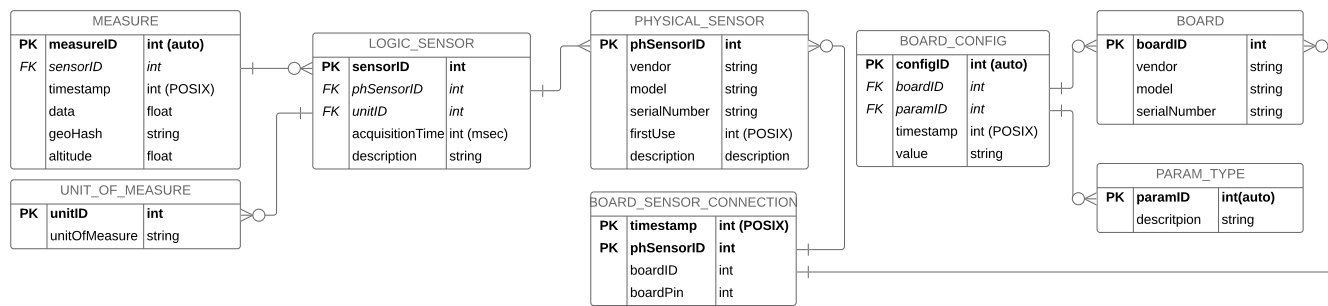 MEASURE
PK measureID int (auto)
FK sensorID int
timestamp int (POSIX)
data float
geoHash string
altitude float
UNIT_OF_MEASURE
PK unitID int
unitOfMeasure string
LOGIC_SENSOR
PK sensorID int
FK phSensorID int
FK unitID int
acquisitionTime int (msec)
description string
PHYSICAL_SENSOR
PK phSensorID int
vendor string
model string
serialNumber string
firstUse int (POSIX)
description description
BOARD_SENSOR_CONNECTION
PK timestamp int (POSIX)
PK phSensorID int
boardID int
boardPin int
BOARD_CONFIG
PK configID int (auto)
FK boardID int
FK paramID int
timestamp int (POSIX)
value string
BOARD
PK boardID int
vendor string
model string
serialNumber string
PARAM_TYPE
PK paramID int(auto)
descritpion string